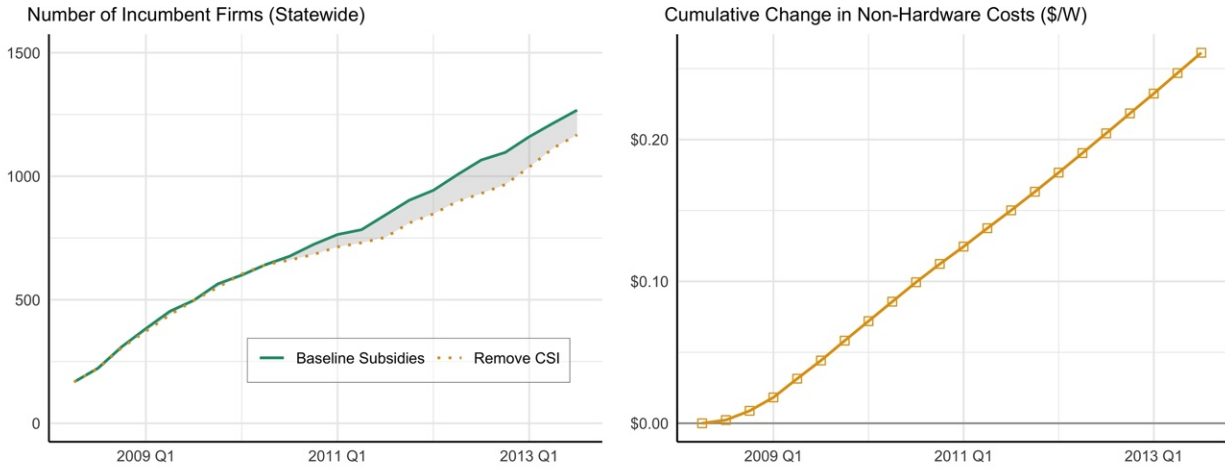 Number of Incumbent Firms (Statewide)
1500
1000
500
0
Baseline Subsidies
Remove CSI
2009 Q1
2011 Q1
2013 Q1
Cumulative Change in Non-Hardware Costs ($/W)
$0.20
$0.10
$0.00
2009 Q1
2011 Q1
2013 Q1